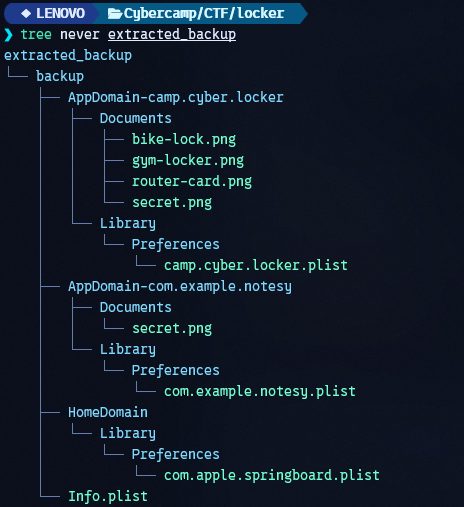 LENOVO Cybercamp/CTF/locker
❯ tree never extracted_backup
extracted_backup
└── backup
    ├── AppDomain-camp.cyber.locker
    │   ├── Documents
    │   │   ├── bike-lock.png
    │   │   ├── gym-locker.png
    │   │   ├── router-card.png
    │   │   └── secret.png
    │   └── Library
    │       └── Preferences
    │           └── camp.cyber.locker.plist
    ├── AppDomain-com.example.notesy
    │   ├── Documents
    │   │   └── secret.png
    │   └── Library
    │       └── Preferences
    │           └── com.example.notesy.plist
    ├── HomeDomain
    │   └── Library
    │       └── Preferences
    │           └── com.apple.springboard.plist
    └── Info.plist